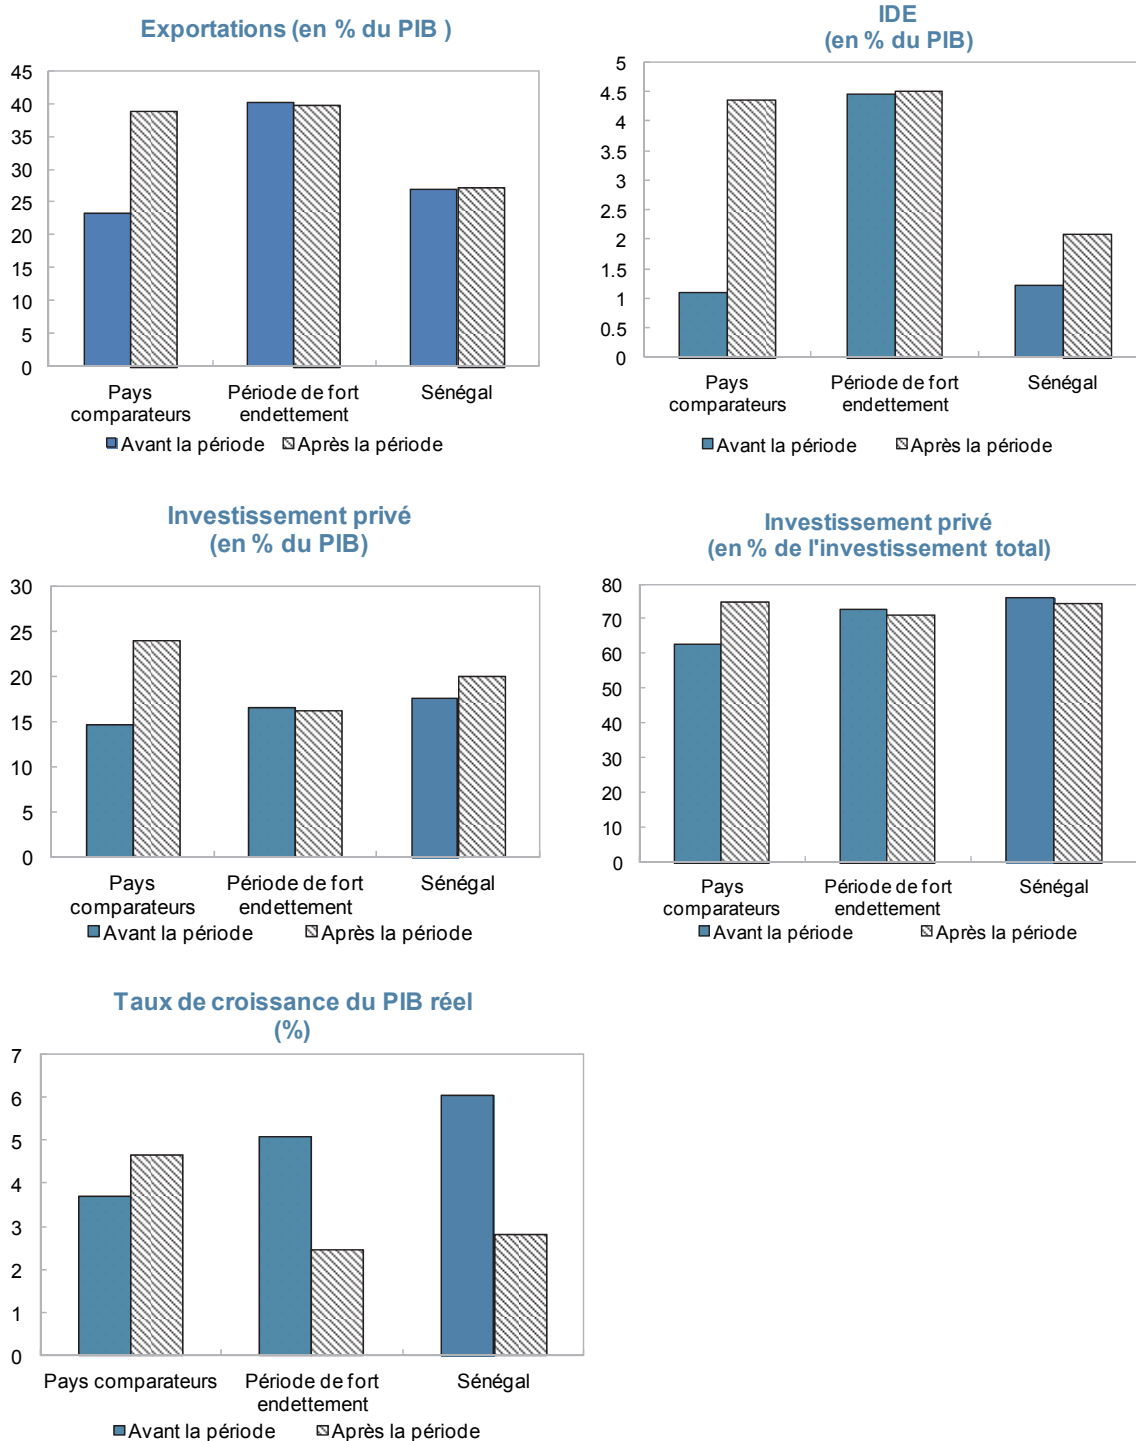 Exportations (en % du PIB )
45
40
35
30
25
20
15
10
5
0
Pays comparateurs
Période de fort endettement
Sénégal
Avant la période
Après la période
IDE
(en % du PIB)
5
4.5
4
3.5
3
2.5
2
1.5
1
0.5
0
Pays
comparateurs
Période de fort
endettement
Sénégal
Avant la période
Après la période
Investissement privé
(en % du PIB)
30
25
20
15
10
5
0
Pays
comparateurs
Période de fort
endettement
Sénégal
Avant la période
Après la période
Investissement privé
(en % de l'investissement total)
80
70
60
50
40
30
20
10
0
Pays
comparateurs
Période de fort
endettement
Sénégal
Avant la période
Après la période
Taux de croissance du PIB réel
(%)
7
6
5
4
3
2
1
0
Pays comparateurs
Période de fort
endettement
Sénégal
Avant la période
Après la période